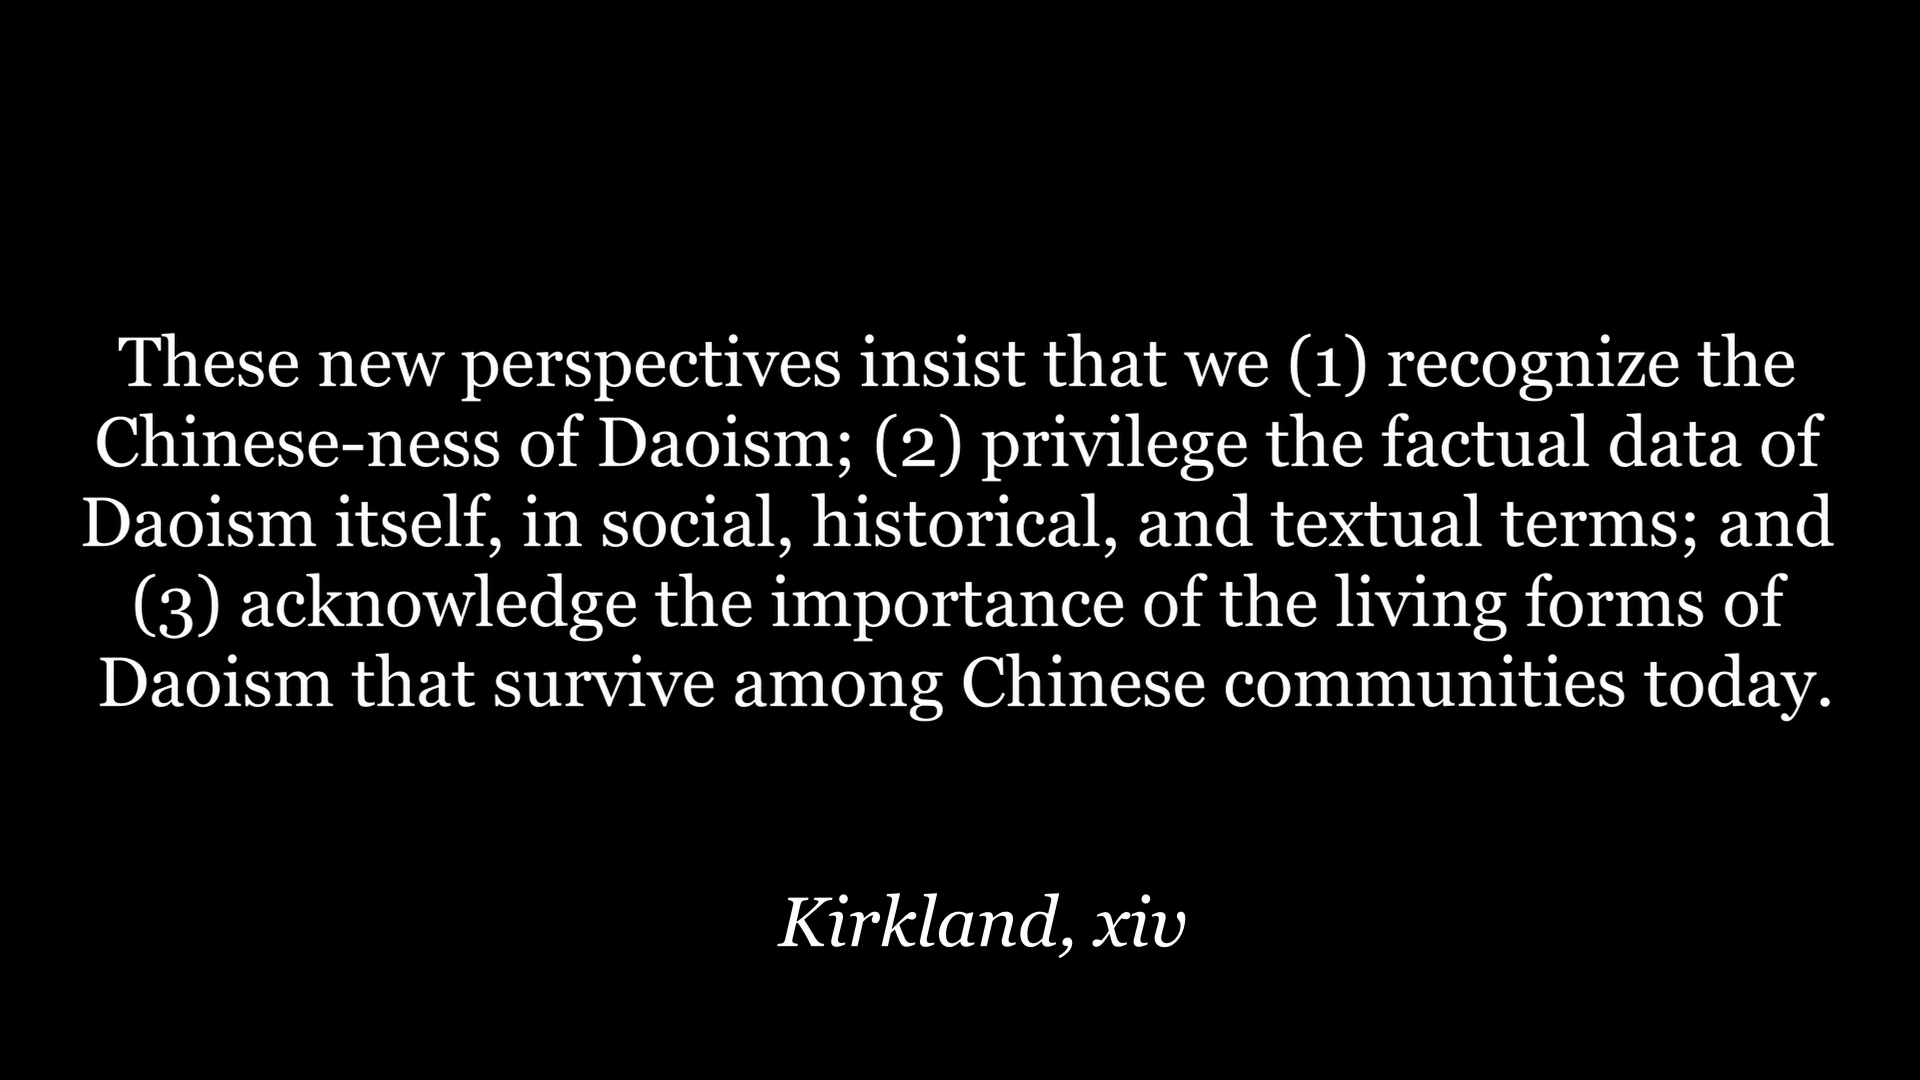 These new perspectives insist that we (1) recognize the
Chinese-ness of Daoism; (2) privilege the factual data of
Daoism itself, in social, historical, and textual terms; and
(3) acknowledge the importance of the living forms of
Daoism that survive among Chinese communities today.
Kirkland, xiv